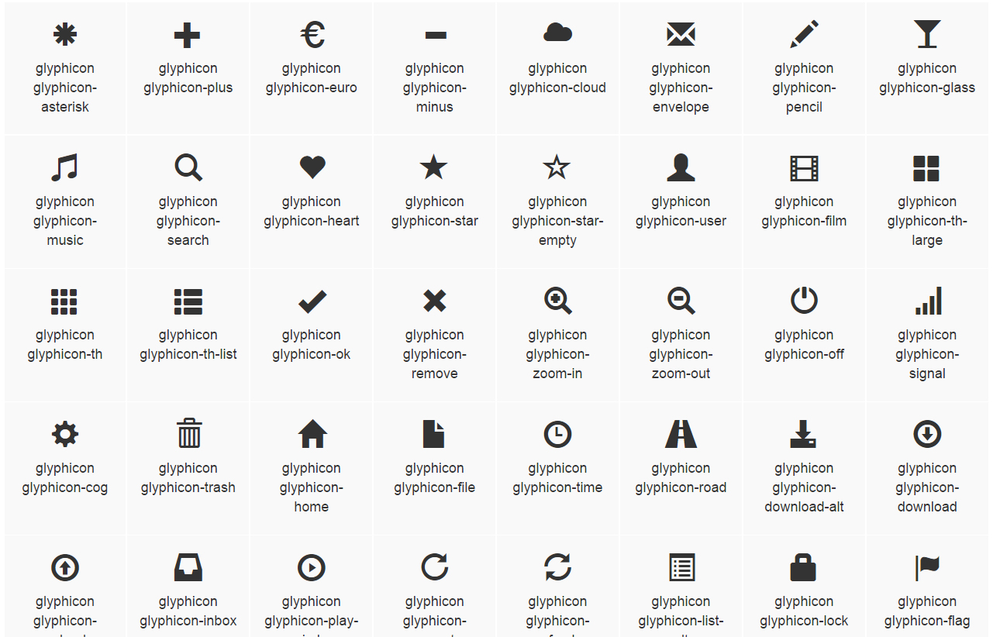 glyphicon
glyphicon-
asterisk
glyphicon
glyphicon-plus
glyphicon
glyphicon-euro
glyphicon
glyphicon-
minus
glyphicon
glyphicon-cloud
glyphicon
glyphicon-
envelope
glyphicon
glyphicon-
pencil
glyphicon
glyphicon-glass
glyphicon
glyphicon-
music
glyphicon
glyphicon-
search
glyphicon
glyphicon-heart
glyphicon
glyphicon-star
glyphicon
glyphicon-star-
empty
glyphicon
glyphicon-user
glyphicon
glyphicon-film
glyphicon
glyphicon-th-
large
glyphicon
glyphicon-th
glyphicon
glyphicon-th-list
glyphicon
glyphicon-ok
glyphicon
glyphicon-
remove
glyphicon
glyphicon-
zoom-in
glyphicon
glyphicon-
zoom-out
glyphicon
glyphicon-off
glyphicon
glyphicon-
signal
glyphicon
glyphicon-cog
glyphicon
glyphicon-trash
glyphicon
glyphicon-
home
glyphicon
glyphicon-file
glyphicon
glyphicon-time
glyphicon
glyphicon-road
glyphicon
glyphicon-
download-alt
glyphicon
glyphicon-
download
glyphicon
glyphicon-
glyphicon
glyphicon-inbox
glyphicon
glyphicon-play-
glyphicon
glyphicon-
glyphicon
glyphicon-
glyphicon
glyphicon-list-
glyphicon
glyphicon-lock
glyphicon
glyphicon-flag